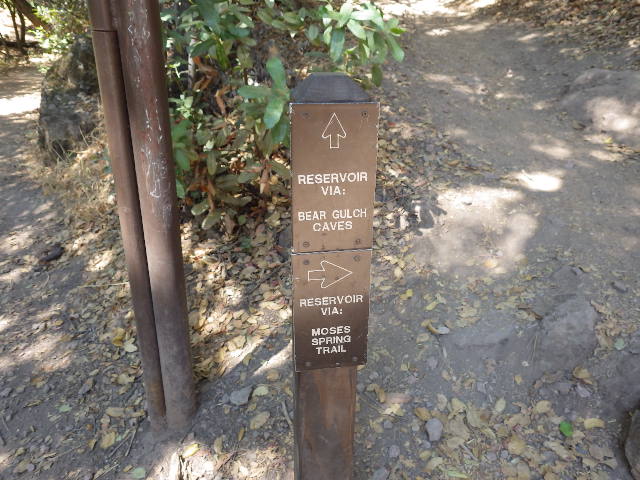 RESERVOIR
VIA:
BEAR GULCH
CAVES
RESERVOIR
VIA:
MOSES
SPRING
TRAIL